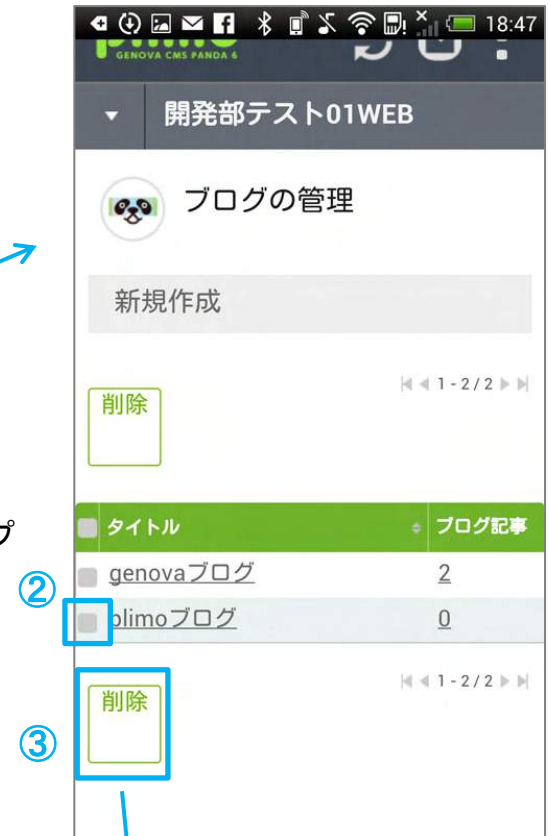 18:47
GENOVA CMS PANDA 6
開発部テスト01WEB
ブログの管理
新規作成
1 - 2 / 2
削除
タイトル ブログ記事
プ
② genovaブログ 2
plimoブログ 0
1 - 2 / 2
削除
③